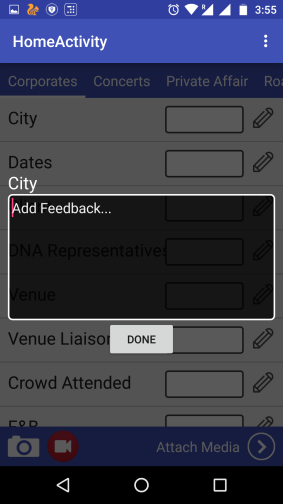 3:55
HomeActivity
Corporates Concerts Private Affair Ro
City
Dates
City
Add Feedback...
DNA Representatives
Venue
DONE
Venue Liaison
Crowd Attended
F&B
Attach Media